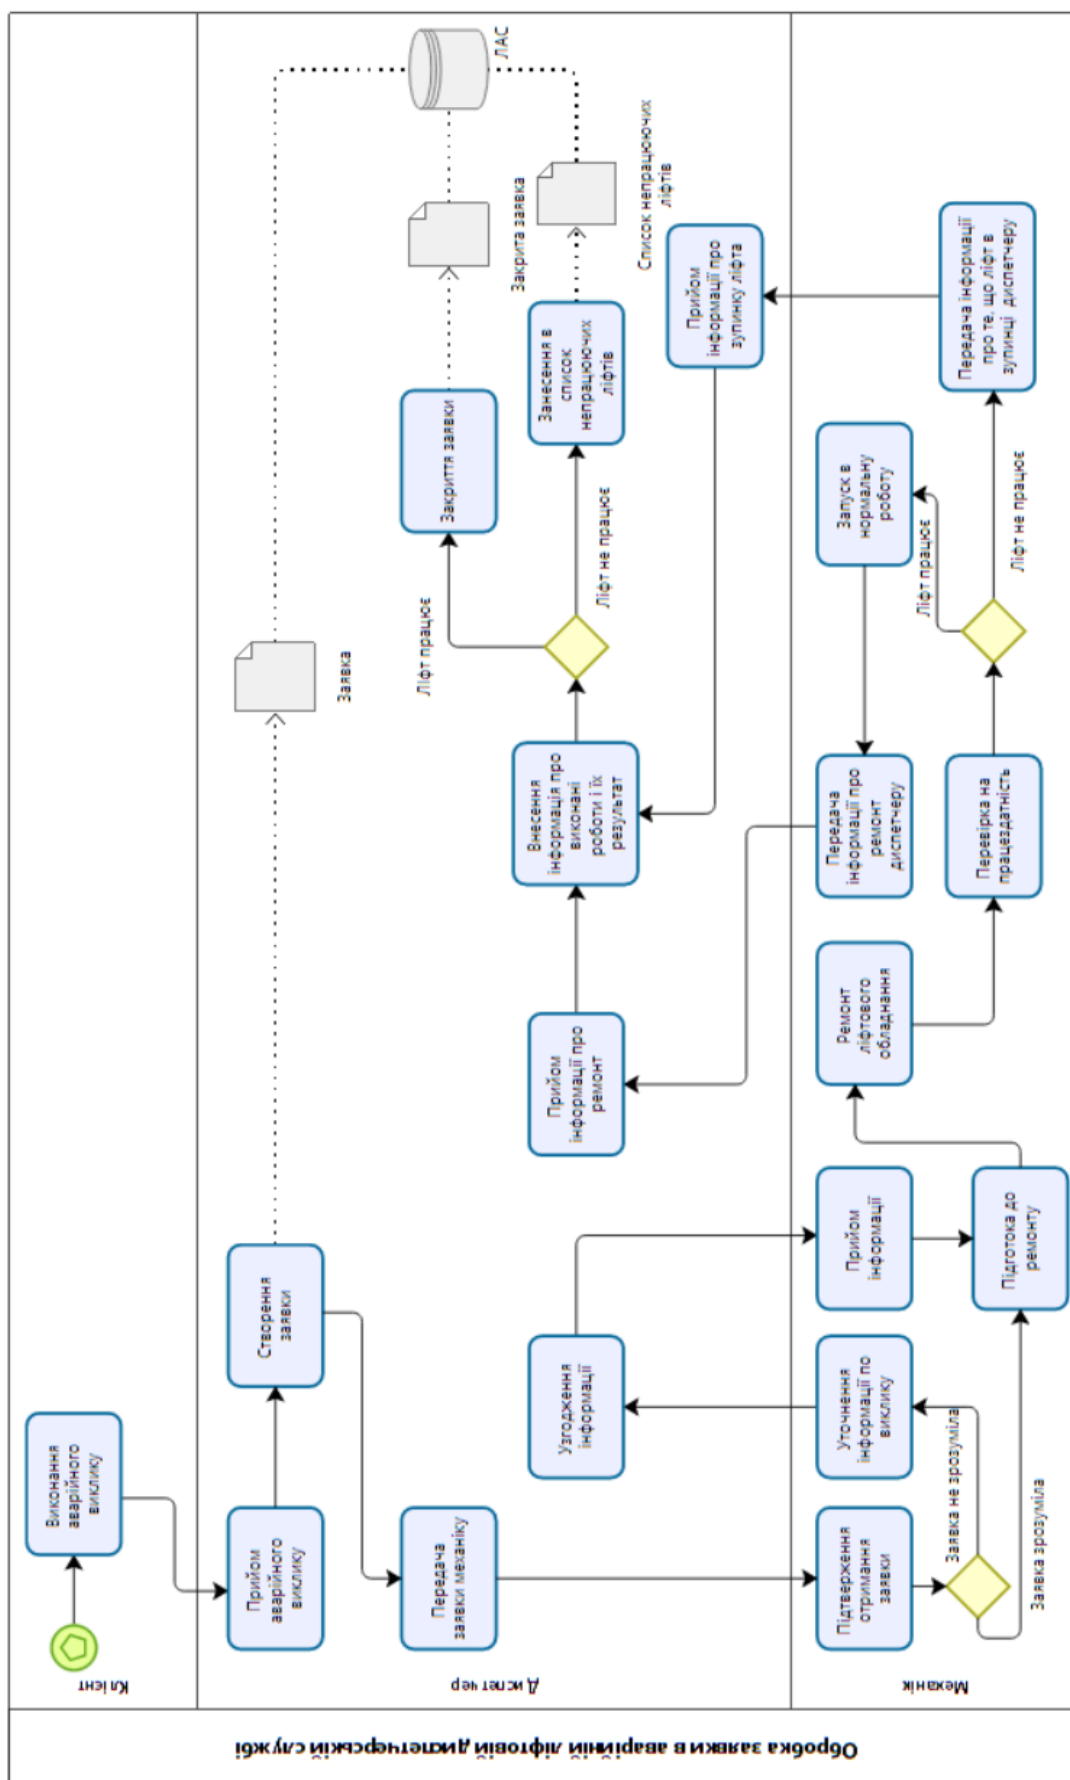 Обробка заявки в аварійній ліфтовій диспетчерській службі
Клієнт
Виконання
аварійного
виклику
Диспетчер
Прийом
аварійного
виклику
Створення
заявки
Заявка
ЛАС
Передача
заявки механіку
Закриття заявки
Закрита заявка
Ліфт працює
Узгодження
інформації
Прийом
інформації про
ремонт
Внесення
інформація про
виконані
роботи і їх
результат
Ліфт не працює
Занесення в
список
непрацюючих
ліфтів
Список непрацюючих
ліфтів
Прийом
інформації про
зупинку ліфта
Механік
Підтверження
отримання
заявки
Уточнення
інформації по
виклику
Прийом
інформації
Ремонт
ліфтового
обладнання
Передача
інформації про
ремонт
диспетчеру
Запуск в
нормальну
роботу
Заявка не зрозуміла
Заявка зрозуміла
Підготока до
ремонту
Перевірка на
працездатність
Ліфт працює
Ліфт не працює
Передача інформації
про те, що ліфт в
зупинці диспетчеру